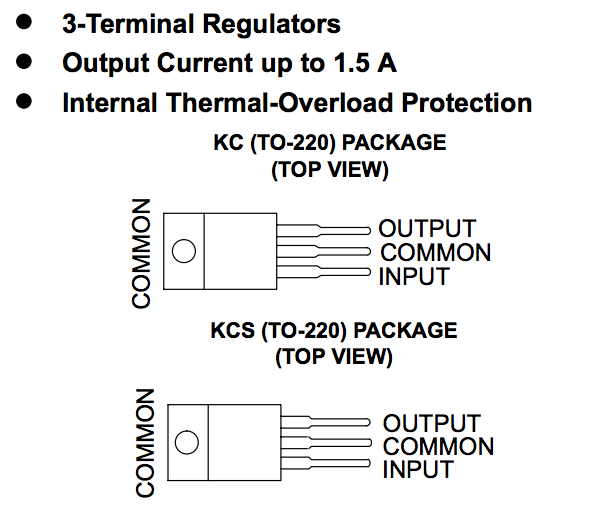 ● 3-Terminal Regulators
● Output Current up to 1.5 A
● Internal Thermal-Overload Protection
KC (TO-220) PACKAGE
(TOP VIEW)
COMMON
OUTPUT
COMMON
INPUT
KCS (TO-220) PACKAGE
(TOP VIEW)
COMMON
OUTPUT
COMMON
INPUT